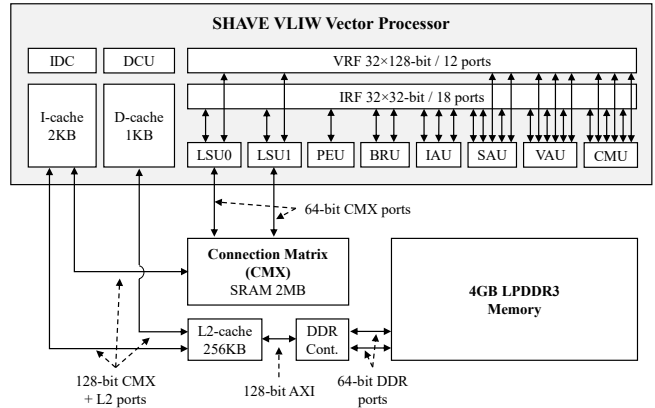 SHAVE VLIW Vector Processor
IDC
DCU
VRF 32×128-bit / 12 ports
IRF 32×32-bit / 18 ports
I-cache
2KB
D-cache
1KB
LSU0
LSU1
PEU
BRU
IAU
SAU
VAU
CMU
64-bit CMX ports
Connection Matrix
(CMX)
SRAM 2MB
4GB LPDDR3
Memory
L2-cache
256KB
DDR
Cont.
128-bit CMX
+ L2 ports
128-bit AXI
64-bit DDR
ports